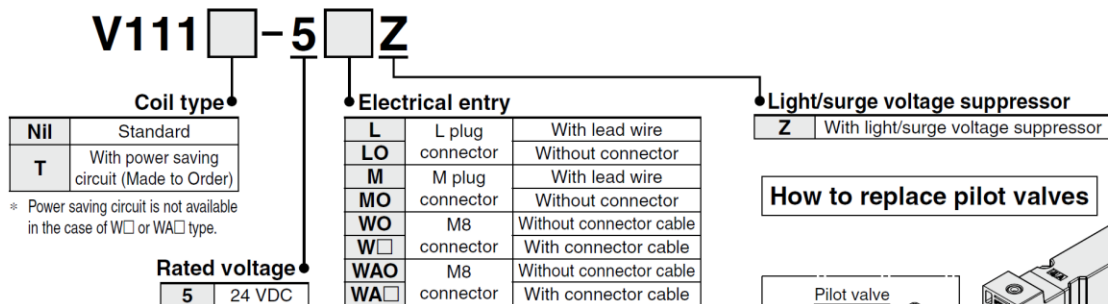 V111□-5□Z
Coil type
Nil Standard
T With power saving
circuit (Made to Order)
* Power saving circuit is not available
in the case of W□ or WA□ type.
Rated voltage
5 24 VDC
Electrical entry
L L plug connector With lead wire
LO Without connector
M M plug connector With lead wire
MO Without connector
WO M8 connector Without connector cable
W□ With connector cable
WAO M8 connector Without connector cable
WA□ With connector cable
Light/surge voltage suppressor
Z With light/surge voltage suppressor
How to replace pilot valves
Pilot valve